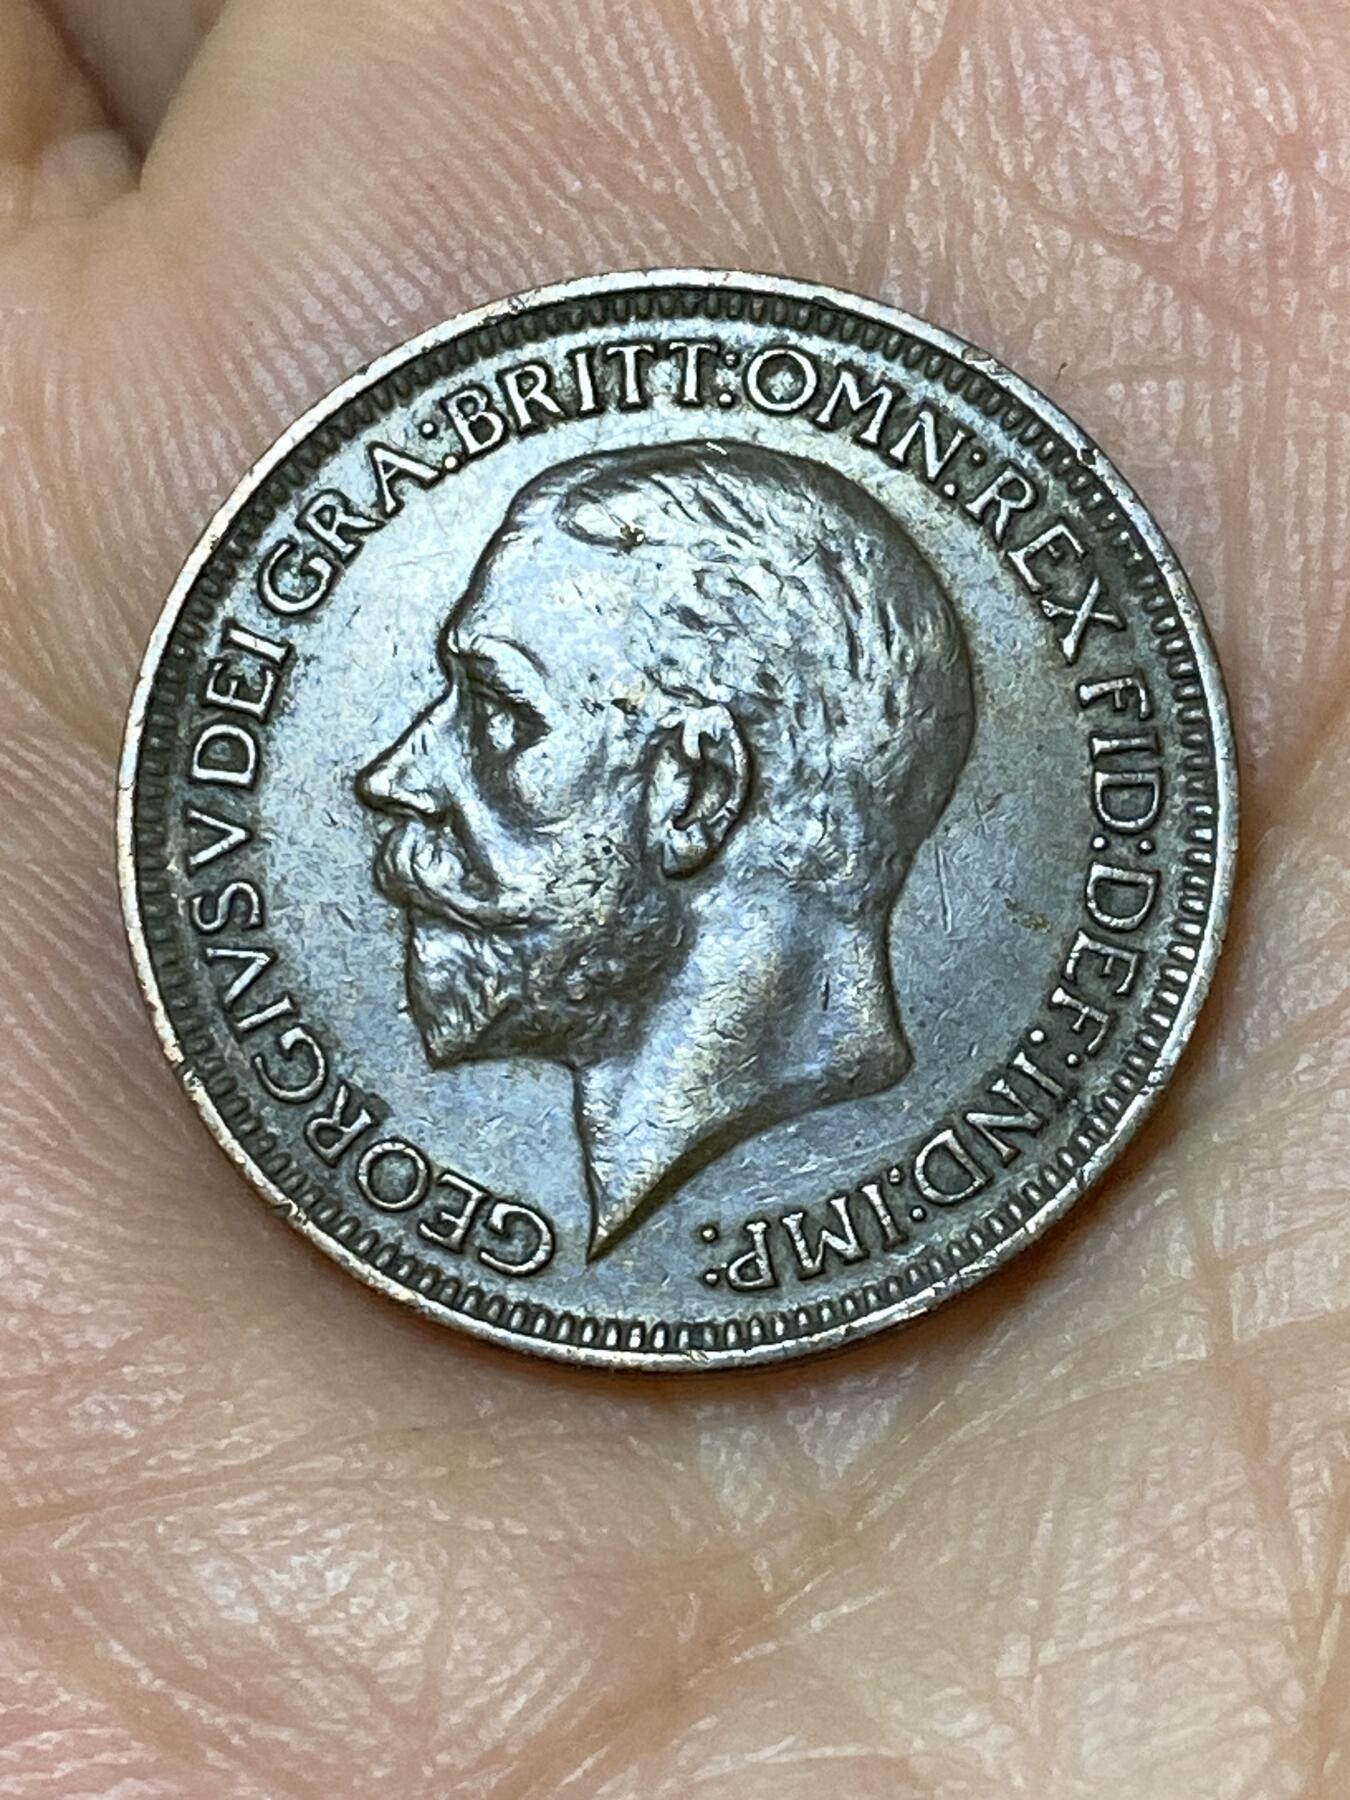 GEORGIVS V DEI GRA: BRITT: OMN: REX FID: DEF: IND: IMP: